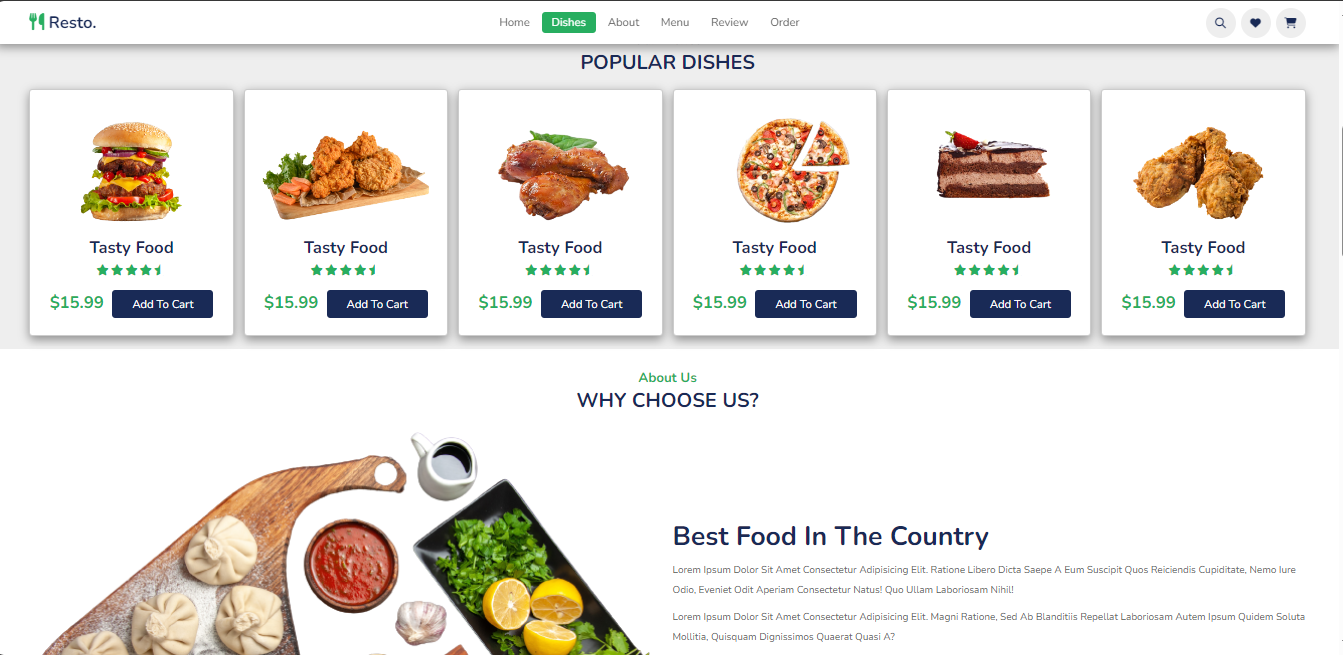 Resto.
Home Dishes About Menu Review Order
POPULAR DISHES
Tasty Food Tasty Food Tasty Food Tasty Food Tasty Food Tasty Food
$15.99 Add To Cart $15.99 Add To Cart $15.99 Add To Cart $15.99 Add To Cart $15.99 Add To Cart $15.99 Add To Cart
About Us
WHY CHOOSE US?
Best Food In The Country
Lorem Ipsum Dolor Sit Amet Consectetur Adipisicing Elit. Ratione Libero Dicta Saepe A Eum Suscipit Quos Reiciendis Cupiditate, Nemo Iure
Odio, Eveniet Odit Aperiam Consectetur Natus! Quo Ullam Laboriosam Nihil!
Lorem Ipsum Dolor Sit Amet Consectetur Adipisicing Elit. Magni Ratione, Sed Ab Blanditiis Repellat Laboriosam Autem Ipsum Quidem Soluta
Mollitia, Quisquam Dignissimos Quaerat Quasi A?